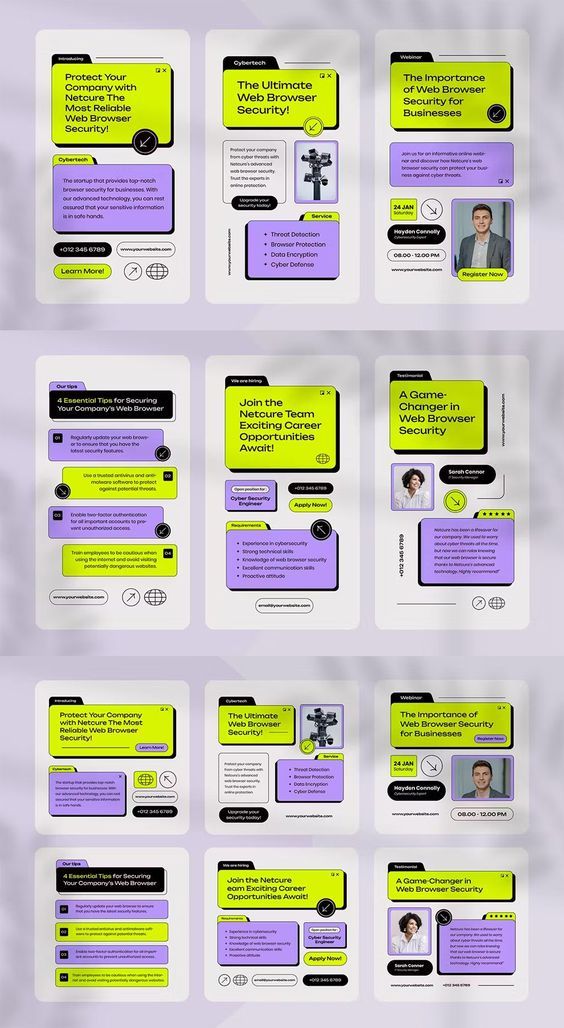 Introducing
Protect Your
Company with
Netcure The
Most Reliable
Web Browser
Security!
Cybertech
The startup that provides top-notch
browser security for businesses. With
our advanced technology, you can rest
assured that your sensitive information
is in safe hands.
+012 345 6789
www.yourwebsite.com
Learn More!
Cybertech
The Ultimate
Web Browser
Security!
Protect your company
from cyber threats with
Netcure's advanced
web browser security.
Trust the experts in
online protection.
Upgrade your
security today!
Service
Threat Detection
Browser Protection
Data Encryption
Cyber Defense
www.yourwebsite.com
Webinar
The Importance
of Web Browser
Security for
Businesses
Join us for an informative online webi-
nar and discover how Netcure's web
browser security can protect your busi-
ness against cyber threats.
24 JAN
Saturday
Hayden Connolly
Cybersecurity Expert
08.00 - 12.00 PM
www.yourwebsite.com
Register Now
Our tips
4 Essential Tips for Securing
Your Company's Web Browser
01
Regularly update your web brows-
er to ensure that you have the
latest security features.
02
Use a trusted antivirus and anti-
malware software to protect
against potential threats.
03
Enable two-factor authentication
for all important accounts to pre-
vent unauthorized access.
04
Train employees to be cautious when
using the internet and avoid visiting
potentially dangerous websites.
www.yourwebsite.com
We are hiring
Join the
Netcure Team
Exciting Career
Opportunities
Await!
Open position for
Cyber Security
Engineer
+012 345 6789
Apply Now!
Requirements
Experience in cybersecurity
Strong technical skills
Knowledge of web browser security
Excellent communication skills
Proactive attitude
email@yourwebsite.com
Testimonial
A Game-
Changer in
Web Browser
Security
www.yourwebsite.com
Sarah Connor
IT Security Manager
+012 345 6789
Netcure has been a lifesaver for
our company. We used to worry
about cyber threats all the time,
but now we can relax knowing
that our web browser is secure
thanks to Netcure's advanced
technology. Highly recommend!"
Introducing
Protect Your Company
with Netcure The Most
Reliable Web Browser
Security!
Learn More!
Cybertech
The startup that provides top-notch
browser security for businesses. With
our advanced technology, you can rest
assured that your sensitive information
is in safe hands.
www.yourwebsite.com
+012 345 6789
Cybertech
The Ultimate
Web Browser
Security!
Protect your company
from cyber threats with
Netcure's advanced
web browser security.
Trust the experts in
online protection.
Upgrade your
security today!
Service
Threat Detection
Browser Protection
Data Encryption
Cyber Defense
www.yourwebsite.com
Webinar
The Importance of
Web Browser Security
for Businesses
Register Now
24 JAN
Saturday
Hayden Connolly
Cybersecurity Expert
www.yourwebsite.com
08.00 - 12.00 PM
Our tips
4 Essential Tips for Securing
Your Company's Web Browser
01
Regularly update your web browser to ensure
that you have the latest security features.
02
Use a trusted antivirus and antimalware soft-
ware to protect against potential threats.
03
Enable two-factor authentication for all import-
ant accounts to prevent unauthorized access.
04
Train employees to be cautious when using the inter-
net and avoid visiting potentially dangerous websites.
We are hiring
Join the Netcure
eam Exciting Career
Opportunities Await!
Requirements
Experience in cybersecurity
Strong technical skills
Knowledge of web browser security
Excellent communication skills
Proactive attitude
Open position for
Cyber Security
Engineer
Apply Now!
email@yourwebsite.com
+012 345 6789
Testimonial
A Game-Changer in
Web Browser Security
Sarah Connor
IT Security Manager
Netcure has been a lifesaver for our
company. We used to worry about
cyber threats all the time,
but now we can relax knowing that
our web browser is secure
thanks to Netcure's advanced
technology. Highly recommend!"
www.yourwebsite.com
+012 345 6789